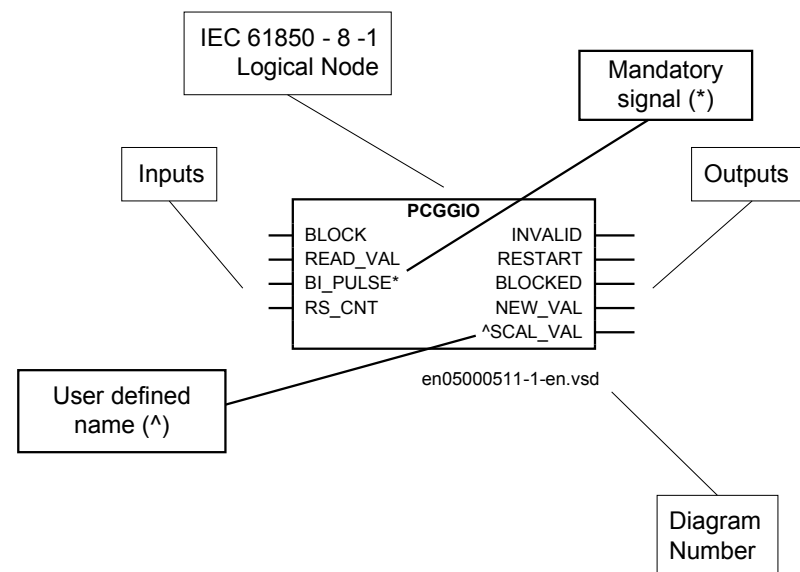 IEC 61850 - 8 -1
Logical Node
Mandatory
signal (*)
Inputs
Outputs
PCGGIO
BLOCK
READ_VAL
BI_PULSE*
RS_CNT
INVALID
RESTART
BLOCKED
NEW_VAL
^SCAL_VAL
en05000511-1-en.vsd
User defined
name (^)
Diagram
Number